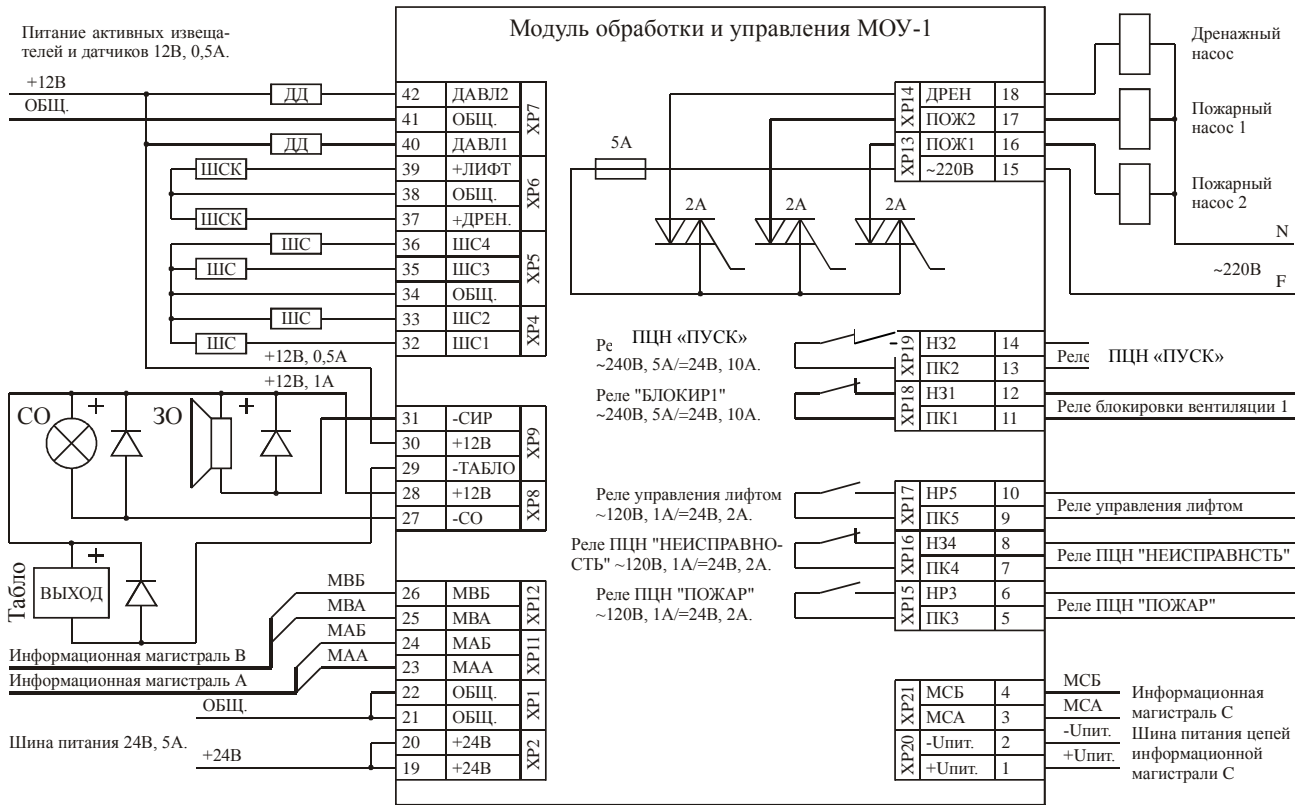 Модуль обработки и управления МОУ-1
Питание активных извеща-
телей и датчиков 12В, 0,5А.
+12В
ОБЩ.
ДД
42 ДАВЛ2
41 ОБЩ.
ДД
40 ДАВЛ1
XP7
ШСК
39 +ЛИФТ
38 ОБЩ.
ШСК
37 +ДРЕН.
XP6
ШС
36 ШС4
ШС
35 ШС3
34 ОБЩ.
XP5
ШС
33 ШС2
ШС
32 ШС1
XP4
+12В, 0,5А
+12В, 1А
СО
+
ЗО
+
31 -СИР
30 +12В
29 -ТАБЛО
XP9
28 +12В
27 -СО
XP8
Табло
ВЫХОД
+
МВБ
26 МВБ
МВА
25 МВА
XP12
МАБ
24 МАБ
МАА
23 МАА
XP11
Информационная магистраль В
Информационная магистраль А
ОБЩ.
22 ОБЩ.
21 ОБЩ.
XP1
Шина питания 24В, 5А.
+24В
20 +24В
19 +24В
XP2
5А
2А
2А
2А
XP14
ДРЕН 18
ПОЖ2 17
XP13
ПОЖ1 16
~220В 15
Дренажный
насос
Пожарный
насос 1
Пожарный
насос 2
N
~220В
F
Ре ПЦН «ПУСК»
~240В, 5А/=24В, 10А.
XP19
НЗ2 14
ПК2 13
Реле ПЦН «ПУСК»
Реле "БЛОКИР1"
~240В, 5А/=24В, 10А.
XP18
НЗ1 12
ПК1 11
Реле блокировки вентиляции 1
Реле управления лифтом
~120В, 1А/=24В, 2А.
XP17
НР5 10
ПК5 9
Реле управления лифтом
Реле ПЦН "НЕИСПРАВНО-
СТЬ" ~120В, 1А/=24В, 2А.
XP16
НЗ4 8
ПК4 7
Реле ПЦН "НЕИСПРАВНСТЬ"
Реле ПЦН "ПОЖАР"
~120В, 1А/=24В, 2А.
XP15
НР3 6
ПК3 5
Реле ПЦН "ПОЖАР"
XP21
МСБ 4
МСА 3
МСБ
МСА
Информационная
магистраль С
XP20
-Uпит. 2
+Uпит. 1
-Uпит.
+Uпит.
Шина питания цепей
информационной
магистрали С